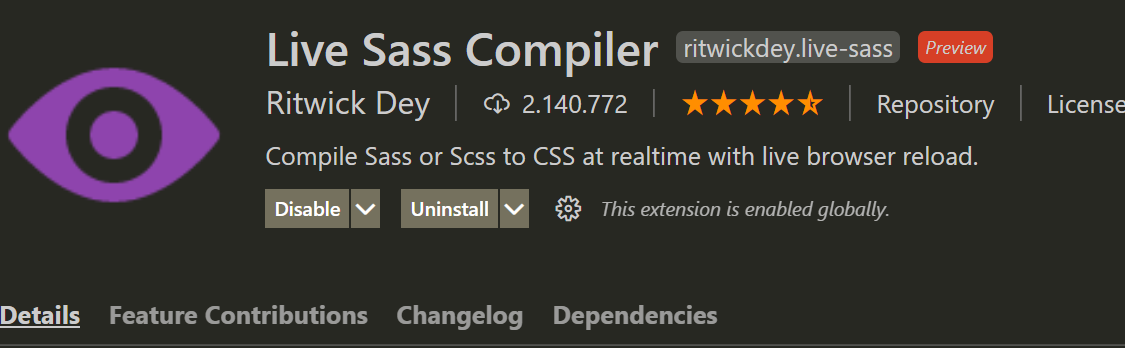 Live Sass Compiler ritwickdey.live-sass Preview
Ritwick Dey 2.140.772 Repository License
Compile Sass or Scss to CSS at realtime with live browser reload.
Disable Uninstall This extension is enabled globally.
Details Feature Contributions Changelog Dependencies